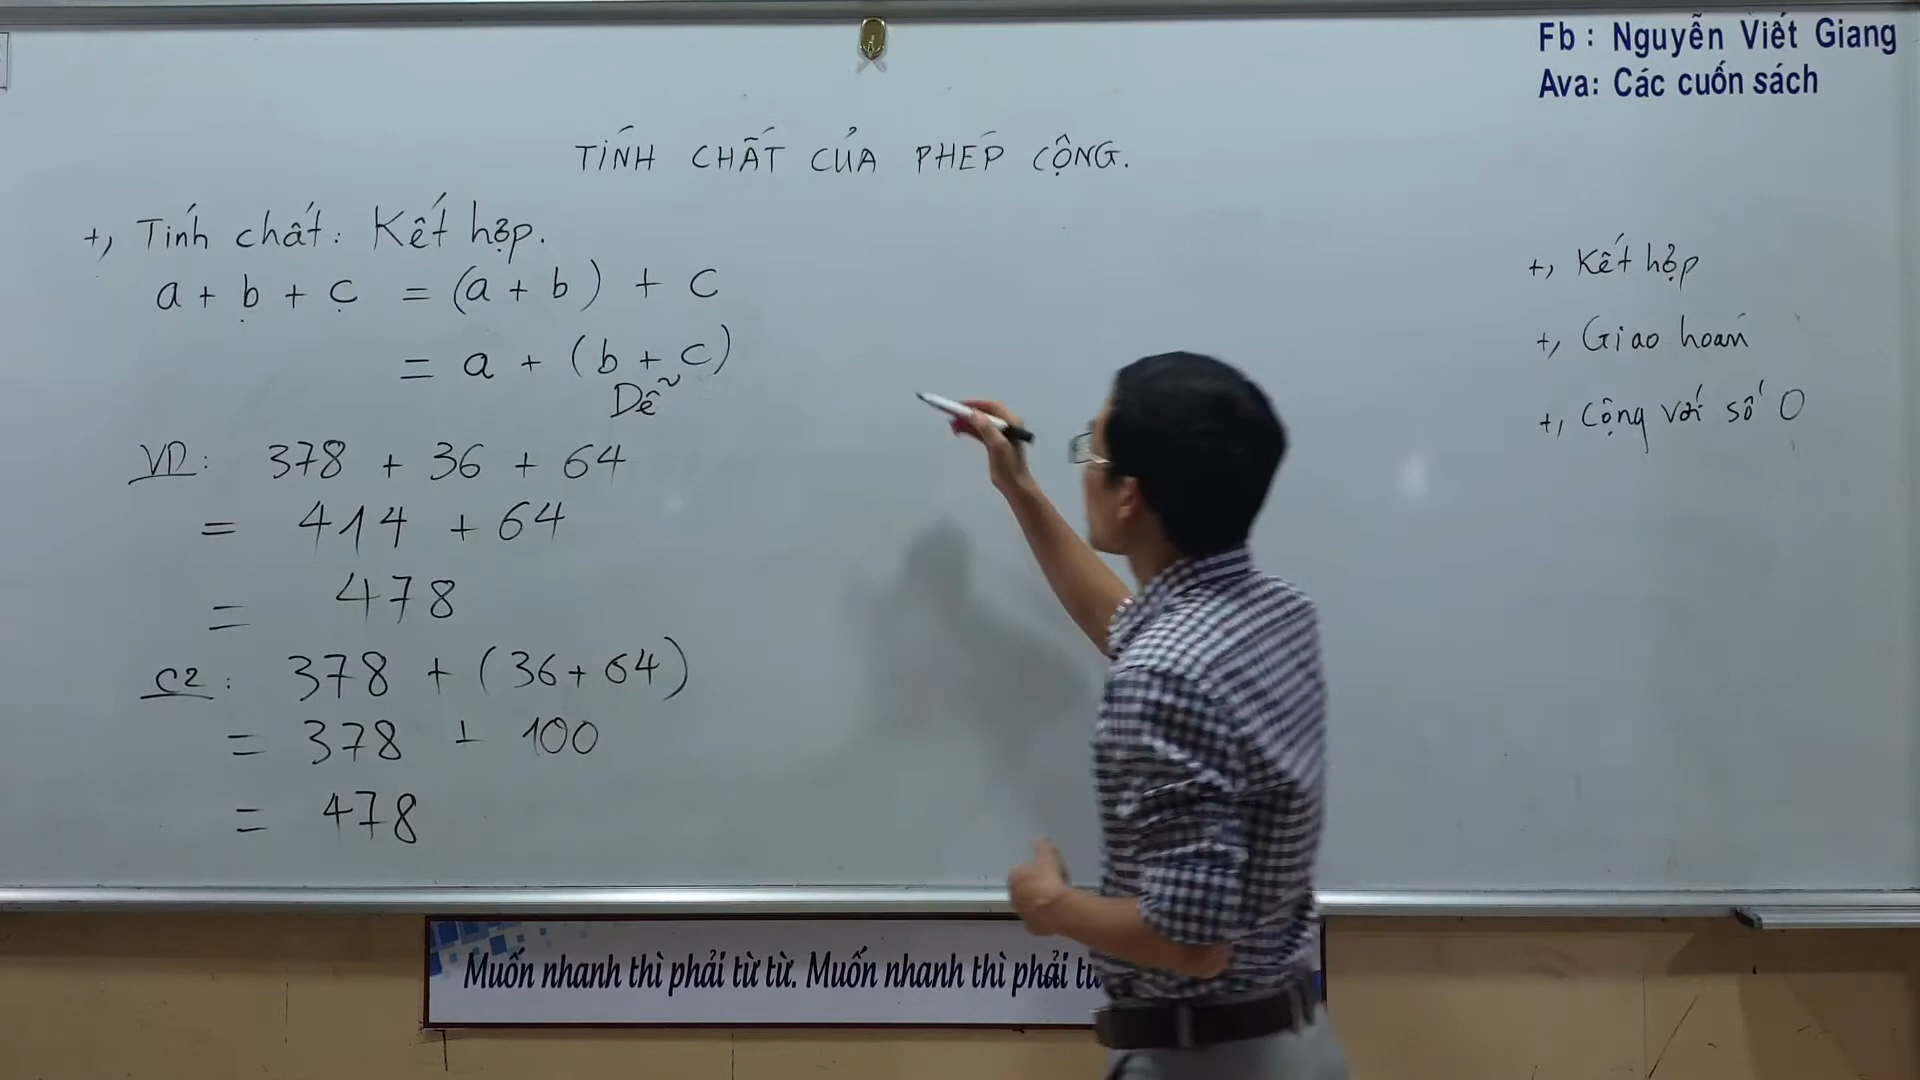 Fb : Nguyễn Viết Giang
Ava: Các cuốn sách
TÍNH CHẤT CỦA PHÉP CỘNG.
+, Tính chất: Kết hợp.
a + b + c = (a + b) + c
= a + (b + c)
Dễ
VD: 378 + 36 + 64
= 414 + 64
= 478
C2: 378 + (36 + 64)
= 378 + 100
= 478
+, Kết hợp
+, Giao hoán
+, Cộng với số 0
Muốn nhanh thì phải từ từ. Muốn nhanh thì phải từ